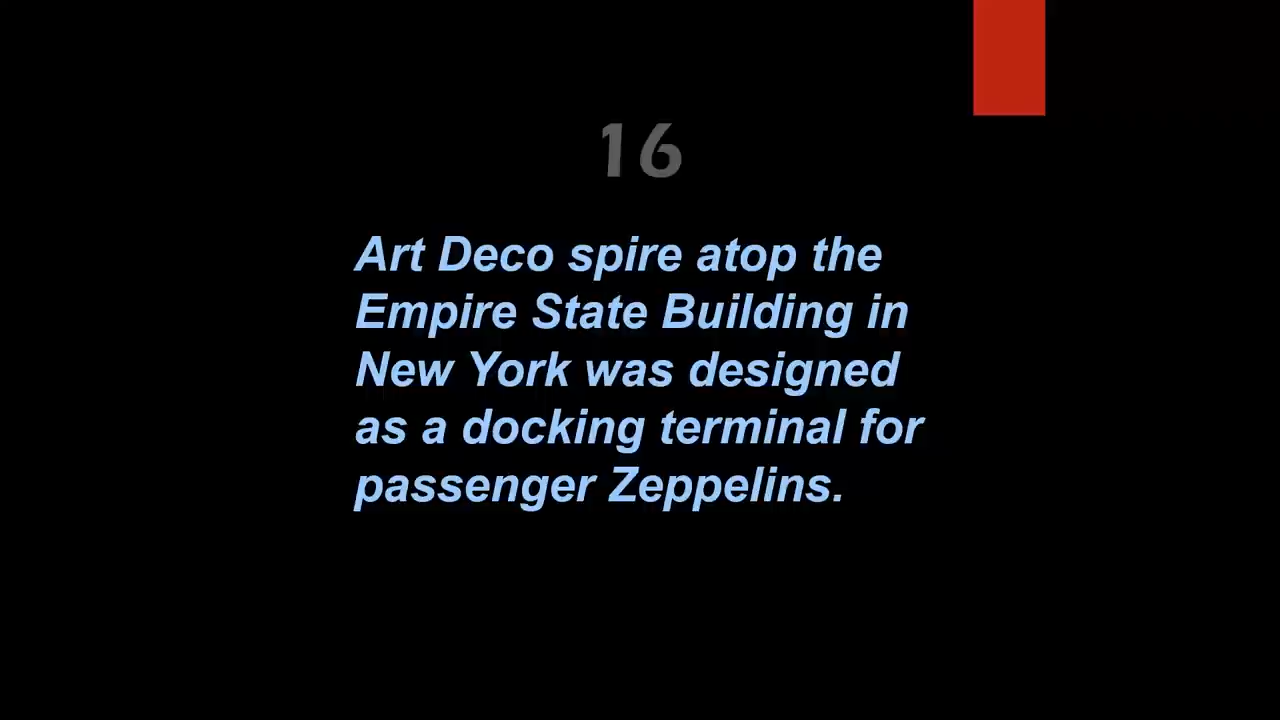 16
Art Deco spire atop the
Empire State Building in
New York was designed
as a docking terminal for
passenger Zeppelins.